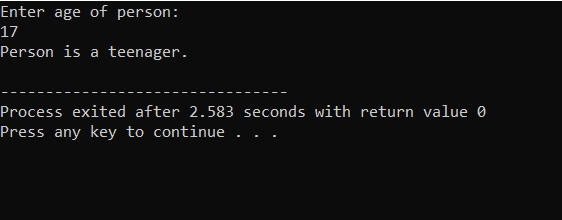 Enter age of person:
17
Person is a teenager.
--------------------------------
Process exited after 2.583 seconds with return value 0
Press any key to continue . . .